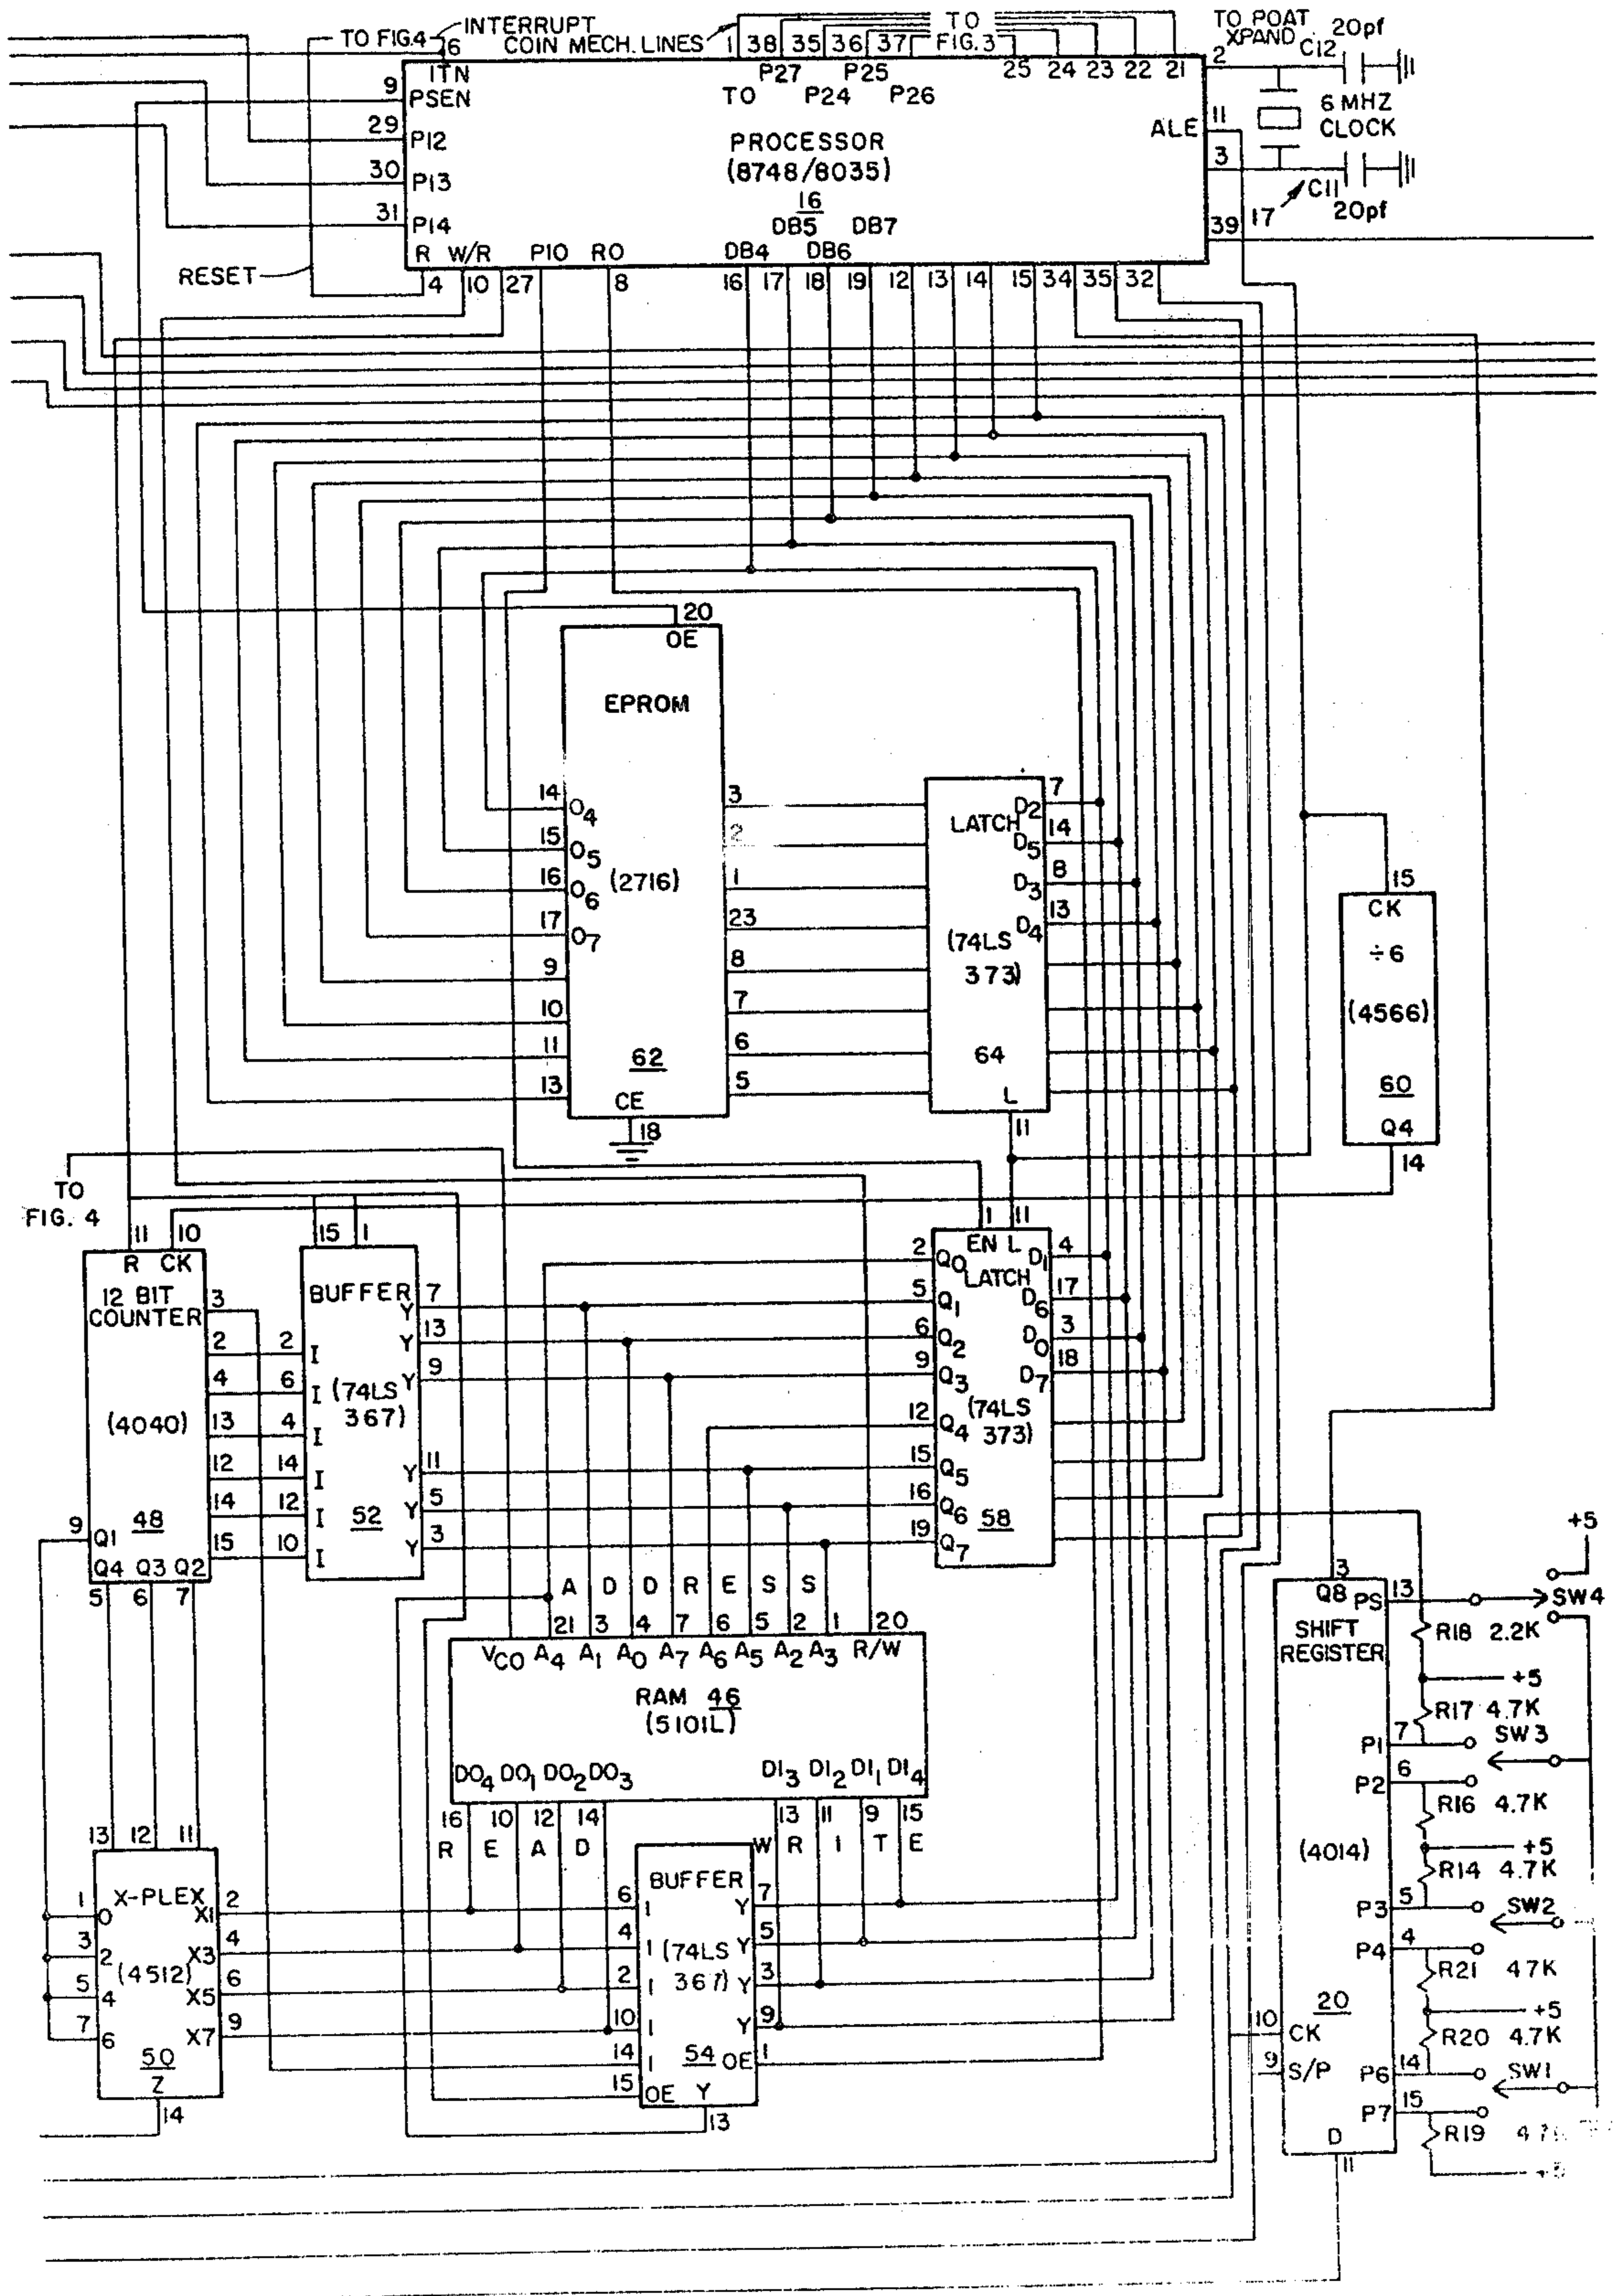 TO FIG.4 6 INTERRUPT
COIN MECH. LINES 1 38 35 36 37 TO FIG. 3
TO POAT XPAND
20pf
C12
ITN P27 P25 25 24 23 22 21 2
9 PSEN TO P24 P26
6 MHZ
CLOCK
29 P12 PROCESSOR ALE 11
(8748/8035) 3
30 P13
16
C11
20pf
17
31 P14 DB5 DB7 39
R W/R P10 RO DB4 DB6
RESET
4 10 27 8 16 17 18 19 12 13 14 15 34 35 32
20
OE
EPROM
14 O4 3 D2 7
LATCH
15 O5 2 D5 14
16 O6 (2716) 1 D3 8
17 O7 23 D4 13
(74LS
373)
9 8
10 7
11 62 6 64
13 5
CE L
18 11
15
CK
÷6
(4566)
60
Q4
14
TO
FIG. 4
11 10 15 1 1 11
R CK
12 BIT
COUNTER
BUFFER
EN L
LATCH
3 Y 7 2 Q0 D1 4
2 2 I Y 13 5 Q1 D6 17
4 6 I Y 9 6 Q2 D0 3
(4040) (74LS
367)
13 4 I 9 Q3 D7 18
12 14 I Y 11 12 Q4 (74LS
373)
14 12 I Y 5 15 Q5
15 10 I Y 3 16 Q6
48 52 19 Q7 58
9 Q1
Q4 Q3 Q2
5 6 7
A D D R E S S
21 3 4 7 6 5 2 1 20
VCO A4 A1 A0 A7 A6 A5 A2 A3 R/W
RAM 46
(5101L)
DO4 DO1 DO2 DO3 DI3 DI2 DI1 DI4
16 10 12 14 13 11 9 15
R E A D W R I T E
13 12 11
X-PLEX
1 0 X1 2
3 2 X3 4
(4512)
5 4 X5 6
7 6 X7 9
50
Z
14
BUFFER
6 I Y 7
4 I (74LS Y 5
2 I 367) Y 3
10 I Y 9
14 I 54 OE 1
15 OE Y
13
+5
3
Q8 PS 13 SW4
SHIFT
REGISTER
R18 2.2K
+5
R17 4.7K
P1 7 SW3
P2 6
R16 4.7K
+5
(4014)
R14 4.7K
P3 5 SW2
P4 4
R21 47K
20 +5
10 CK R20 4.7K
9 S/P P6 14 SW1
P7 15
R19
D
11